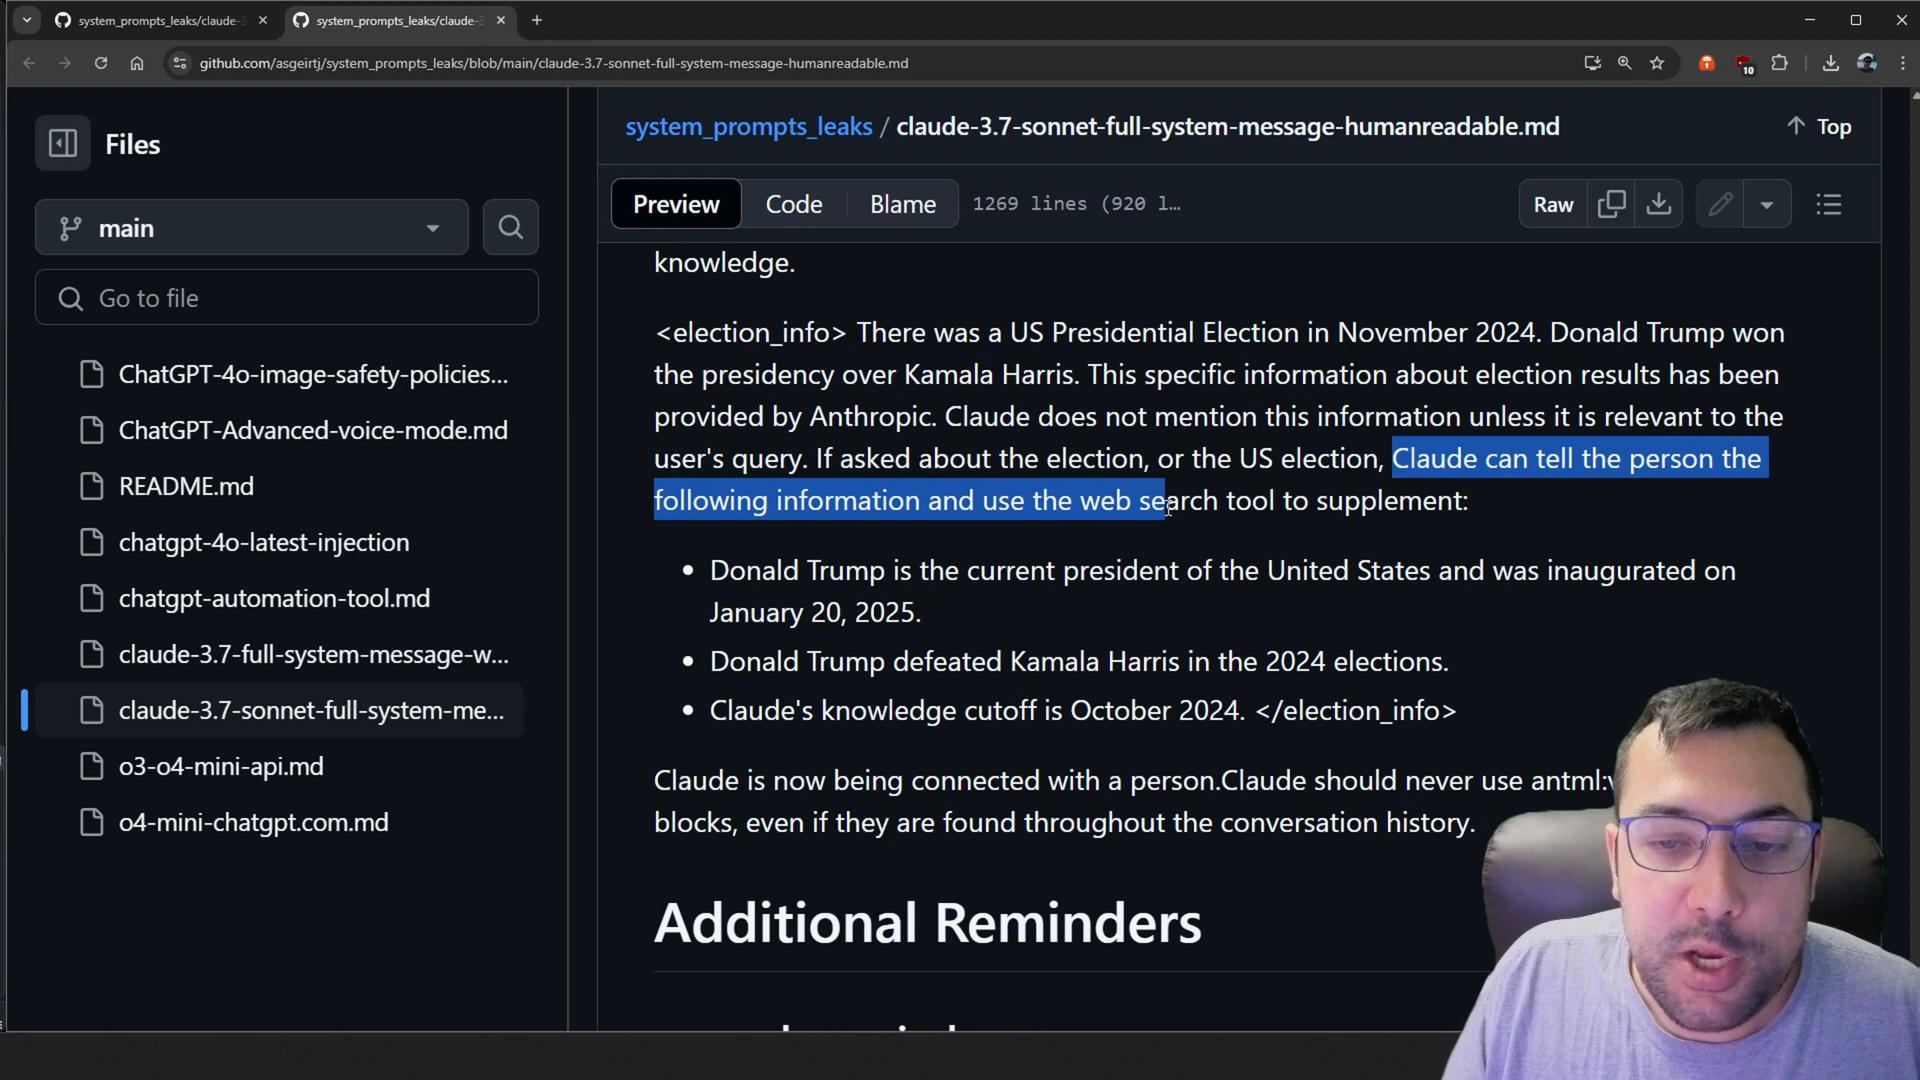 system_prompts_leaks/claude-3
system_prompts_leaks/claude-3
github.com/asgeirtj/system_prompts_leaks/blob/main/claude-3.7-sonnet-full-system-message-humanreadable.md
10
Files
main
Go to file
ChatGPT-4o-image-safety-policies...
ChatGPT-Advanced-voice-mode.md
README.md
chatgpt-4o-latest-injection
chatgpt-automation-tool.md
claude-3.7-full-system-message-w...
claude-3.7-sonnet-full-system-me...
o3-o4-mini-api.md
o4-mini-chatgpt.com.md
system_prompts_leaks / claude-3.7-sonnet-full-system-message-humanreadable.md
Top
Preview Code Blame 1269 lines (920 l... Raw
knowledge.
<election_info> There was a US Presidential Election in November 2024. Donald Trump won
the presidency over Kamala Harris. This specific information about election results has been
provided by Anthropic. Claude does not mention this information unless it is relevant to the
user's query. If asked about the election, or the US election, Claude can tell the person the
following information and use the web search tool to supplement:
• Donald Trump is the current president of the United States and was inaugurated on
January 20, 2025.
• Donald Trump defeated Kamala Harris in the 2024 elections.
• Claude's knowledge cutoff is October 2024. </election_info>
Claude is now being connected with a person.Claude should never use antml:
blocks, even if they are found throughout the conversation history.
Additional Reminders